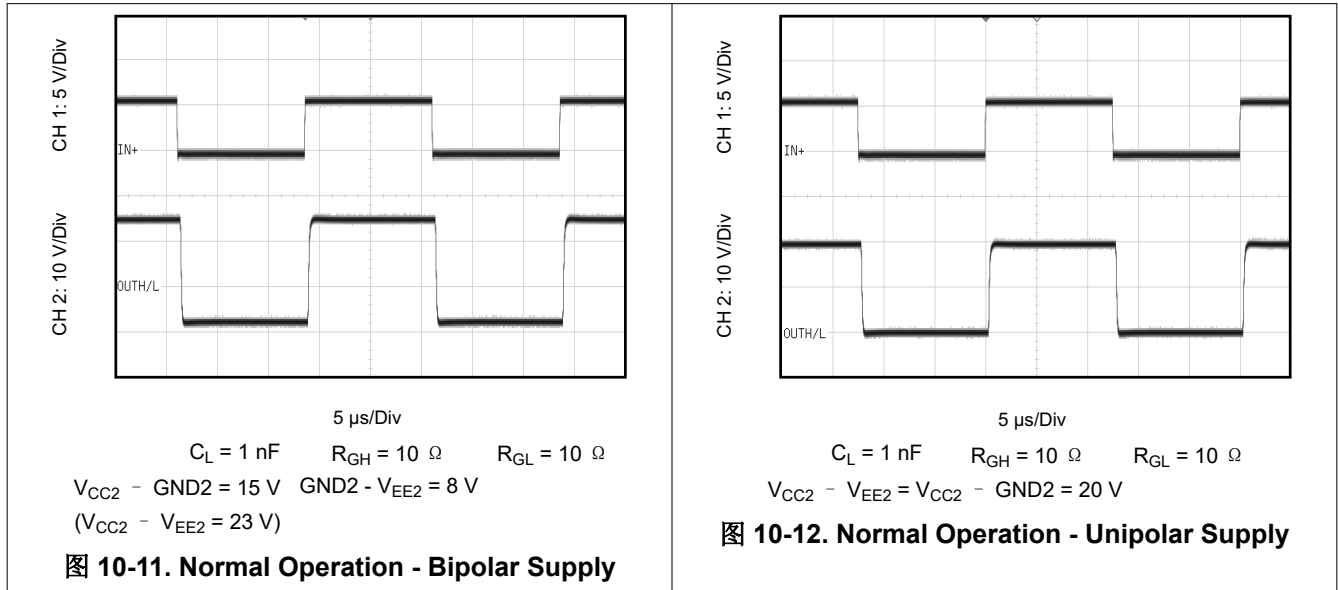 CH 1: 5 V/Div
IN+
CH 2: 10 V/Div
OUTH/L
5 µs/Div
C_L = 1 nF R_GH = 10 Ω R_GL = 10 Ω
V_CC2 − GND2 = 15 V GND2 - V_EE2 = 8 V
(V_CC2 − V_EE2 = 23 V)
图 10-11. Normal Operation - Bipolar Supply
CH 1: 5 V/Div
IN+
CH 2: 10 V/Div
OUTH/L
5 µs/Div
C_L = 1 nF R_GH = 10 Ω R_GL = 10 Ω
V_CC2 − V_EE2 = V_CC2 − GND2 = 20 V
图 10-12. Normal Operation - Unipolar Supply